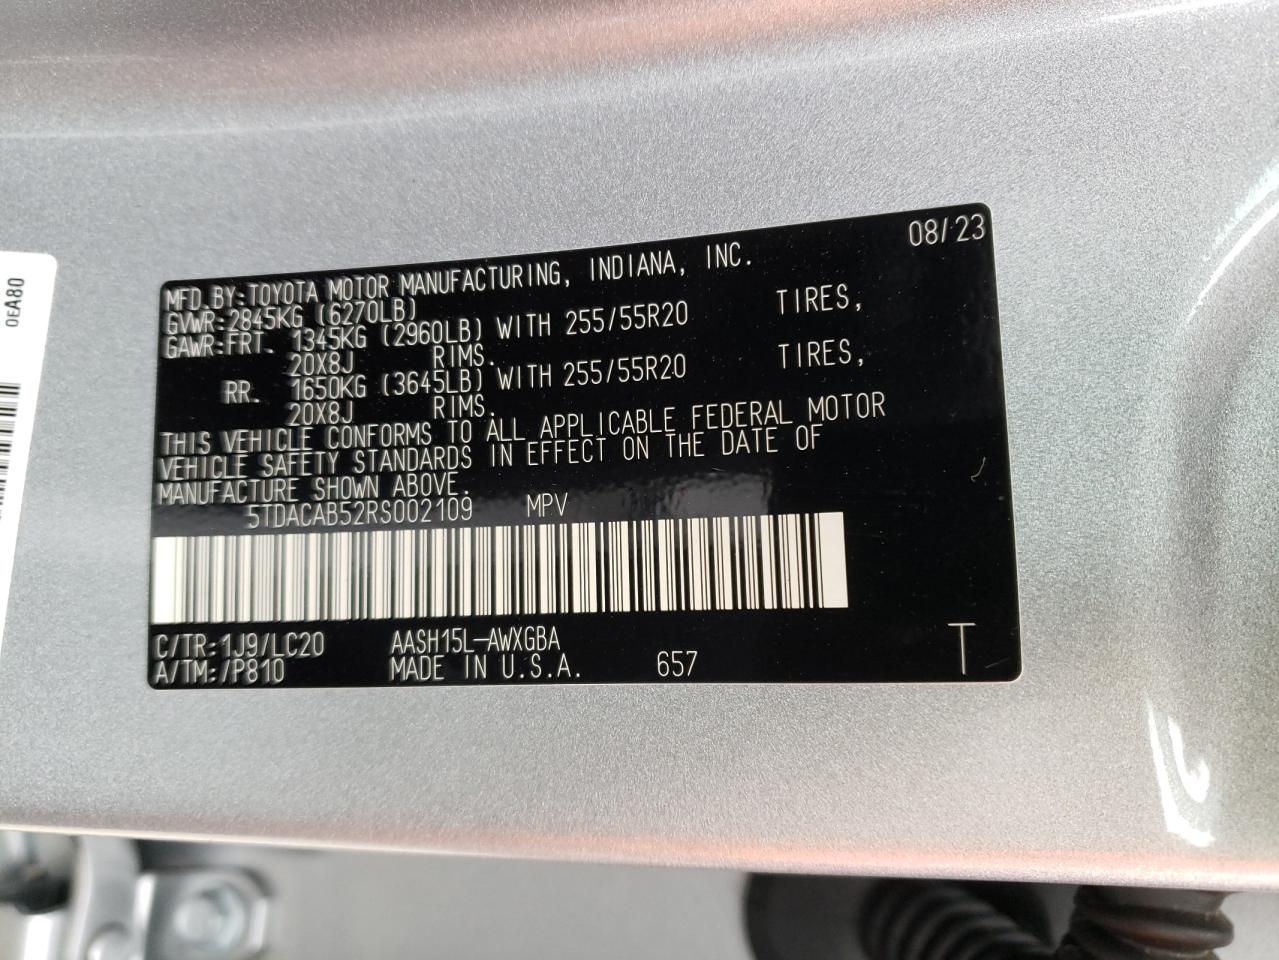 0EA80
08/23
MFD.BY:TOYOTA MOTOR MANUFACTURING, INDIANA, INC.
GVWR:2845KG (6270LB)
GAWR:FRT. 1345KG (2960LB) WITH 255/55R20 TIRES,
20X8J RIMS.
RR. 1650KG (3645LB) WITH 255/55R20 TIRES,
20X8J RIMS.
THIS VEHICLE CONFORMS TO ALL APPLICABLE FEDERAL MOTOR
VEHICLE SAFETY STANDARDS IN EFFECT ON THE DATE OF
MANUFACTURE SHOWN ABOVE.
5TDACAB52RS002109 MPV
C/TR:1J9/LC20 AASH15L-AWXGBA
A/TM:/P810 MADE IN U.S.A. 657 T